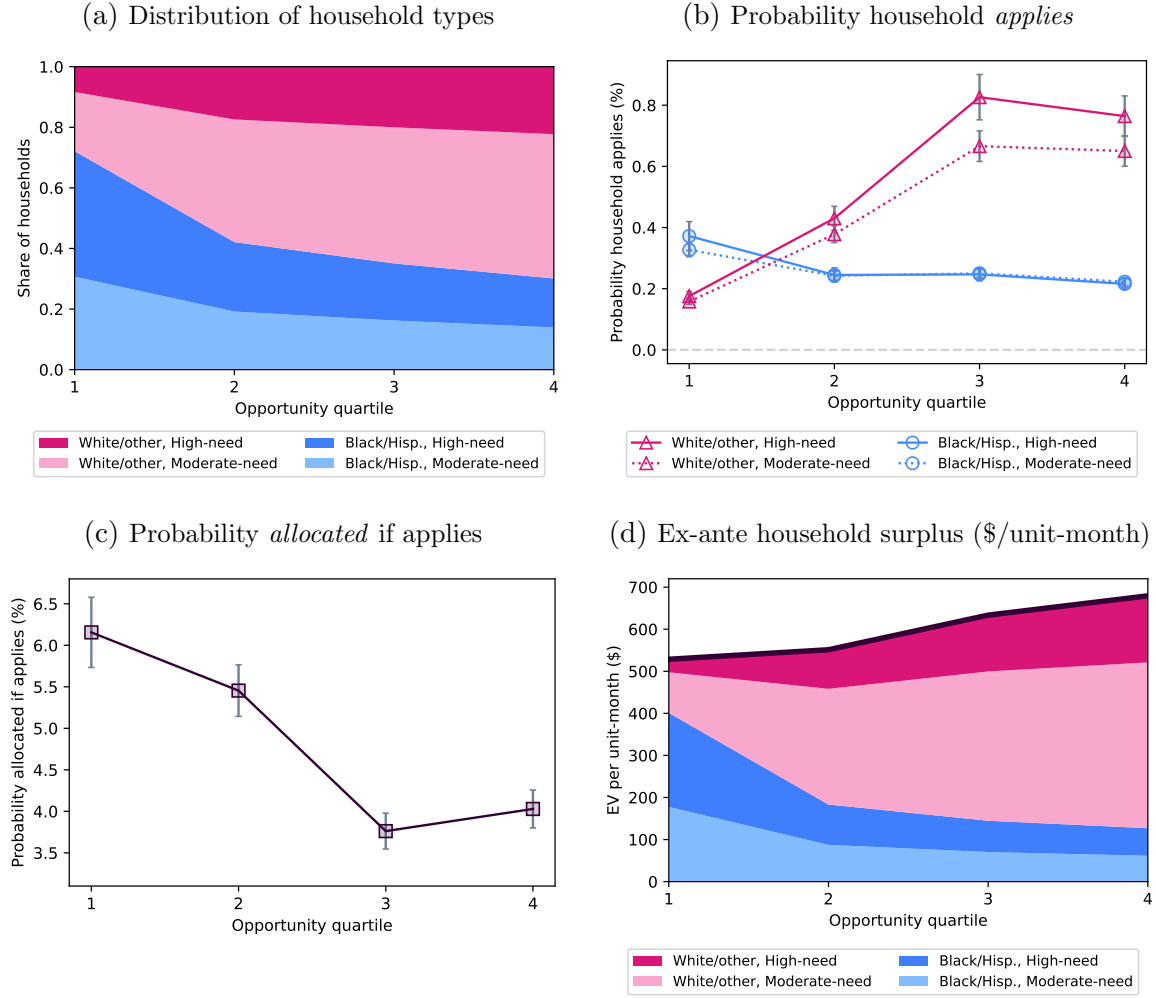 (a) Distribution of household types
1.0
0.8
0.6
0.4
0.2
0.0
Share of households
1 2 3 4
Opportunity quartile
White/other, High-need
White/other, Moderate-need
Black/Hisp., High-need
Black/Hisp., Moderate-need
(b) Probability household applies
0.8
0.6
0.4
0.2
0.0
Probability household applies (%)
1 2 3 4
Opportunity quartile
White/other, High-need
White/other, Moderate-need
Black/Hisp., High-need
Black/Hisp., Moderate-need
(c) Probability allocated if applies
6.5
6.0
5.5
5.0
4.5
4.0
3.5
Probability allocated if applies (%)
1 2 3 4
Opportunity quartile
(d) Ex-ante household surplus ($/unit-month)
700
600
500
400
300
200
100
0
EV per unit-month ($)
1 2 3 4
Opportunity quartile
White/other, High-need
White/other, Moderate-need
Black/Hisp., High-need
Black/Hisp., Moderate-need